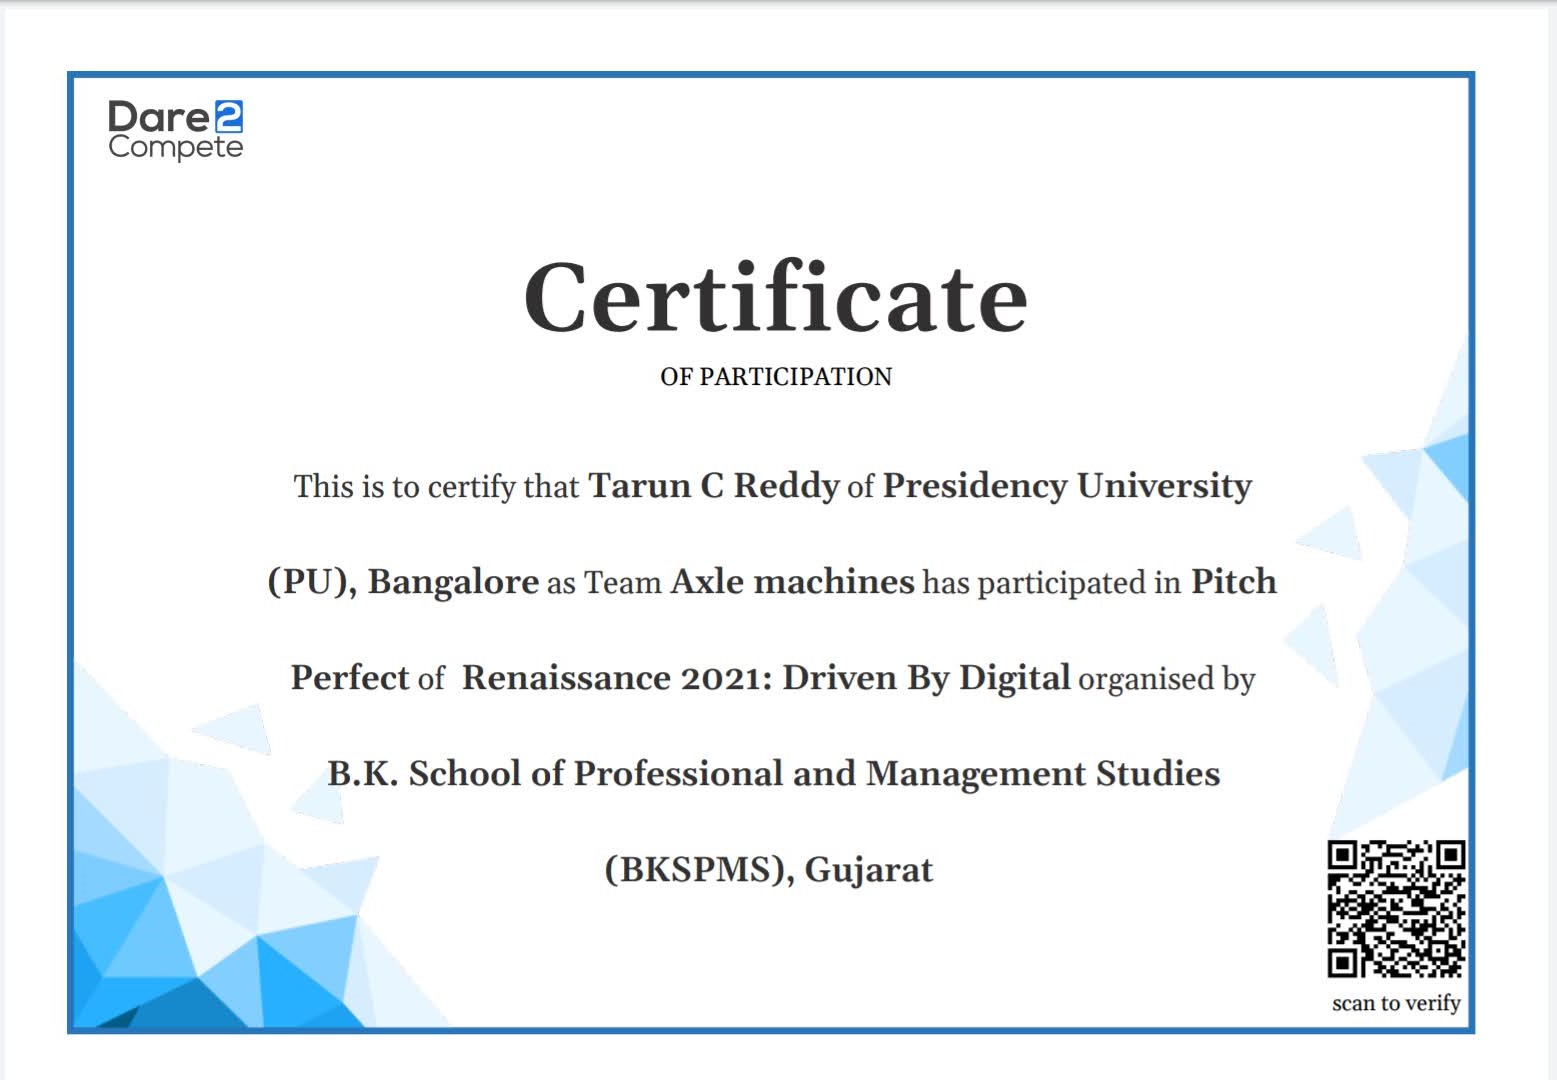 Dare2
Compete
Certificate
OF PARTICIPATION
This is to certify that Tarun C Reddy of Presidency University
(PU), Bangalore as Team Axle machines has participated in Pitch
Perfect of Renaissance 2021: Driven By Digital organised by
B.K. School of Professional and Management Studies
(BKSPMS), Gujarat
scan to verify